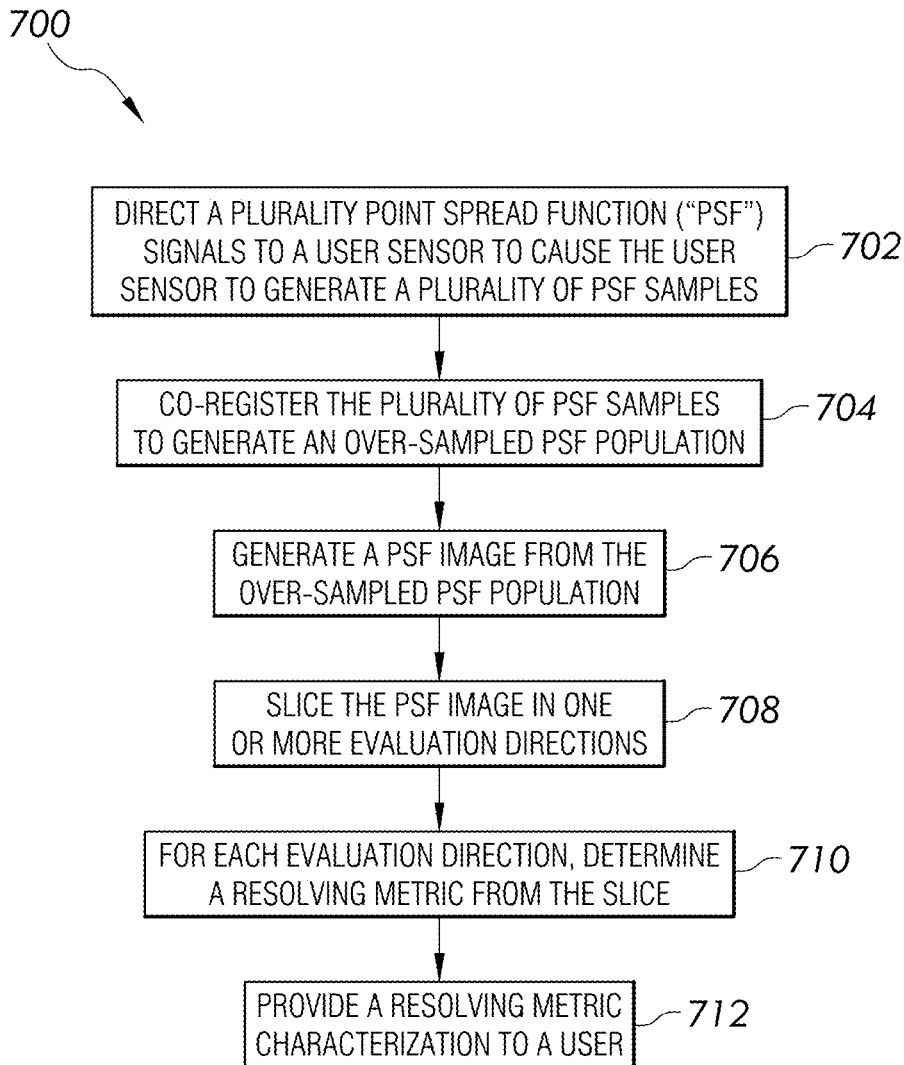 700
DIRECT A PLURALITY POINT SPREAD FUNCTION ("PSF")
SIGNALS TO A USER SENSOR TO CAUSE THE USER
SENSOR TO GENERATE A PLURALITY OF PSF SAMPLES
702
CO-REGISTER THE PLURALITY OF PSF SAMPLES
TO GENERATE AN OVER-SAMPLED PSF POPULATION
704
GENERATE A PSF IMAGE FROM THE
OVER-SAMPLED PSF POPULATION
706
SLICE THE PSF IMAGE IN ONE
OR MORE EVALUATION DIRECTIONS
708
FOR EACH EVALUATION DIRECTION, DETERMINE
A RESOLVING METRIC FROM THE SLICE
710
PROVIDE A RESOLVING METRIC
CHARACTERIZATION TO A USER
712